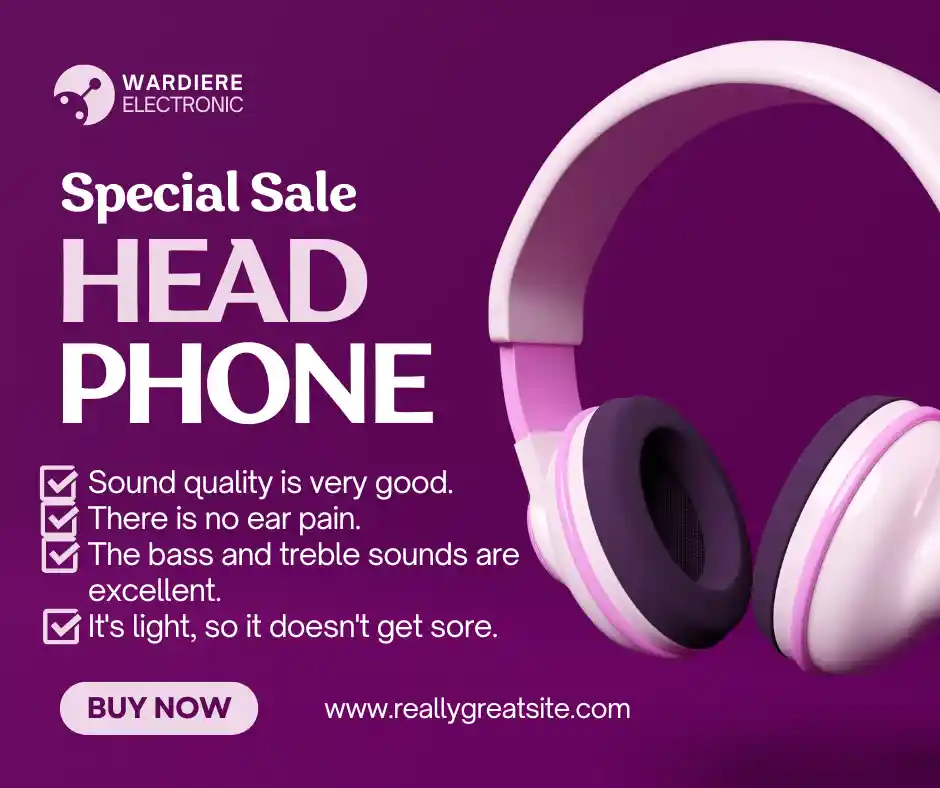 WARDIERE
ELECTRONIC
Special Sale
HEAD
PHONE
Sound quality is very good.
There is no ear pain.
The bass and treble sounds are
excellent.
It's light, so it doesn't get sore.
BUY NOW
www.reallygreatsite.com